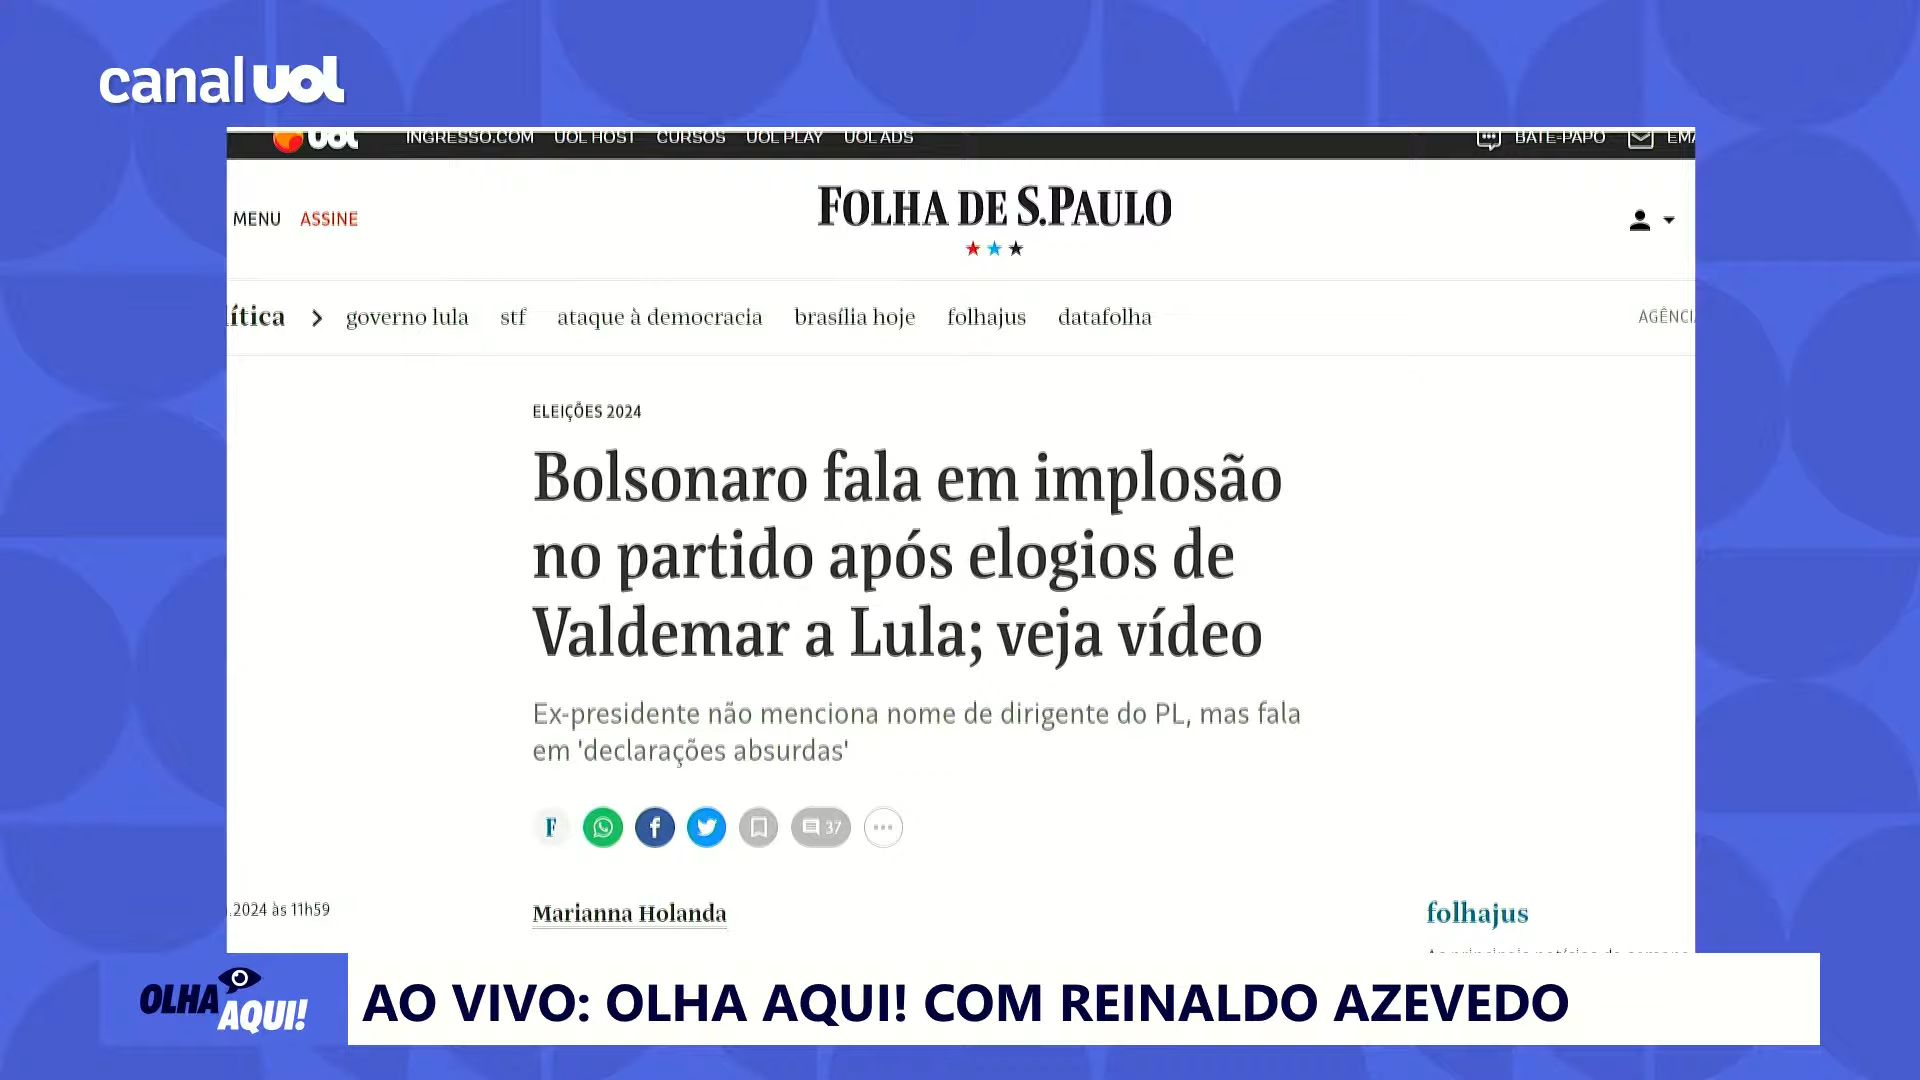 canal UOL
UOL INGRESSO.COM UOL HOST CURSOS UOL PLAY UOL ADS BATE-PAPO
MENU ASSINE
FOLHA DE S.PAULO
governo lula stf ataque à democracia brasília hoje folhajus datafolha
ELEIÇÕES 2024
Bolsonaro fala em implosão
no partido após elogios de
Valdemar a Lula; veja vídeo
Ex-presidente não menciona nome de dirigente do PL, mas fala
em 'declarações absurdas'
F f 37
.2024 às 11h59
Marianna Holanda
folhajus
OLHA
AQUI!
AO VIVO: OLHA AQUI! COM REINALDO AZEVEDO